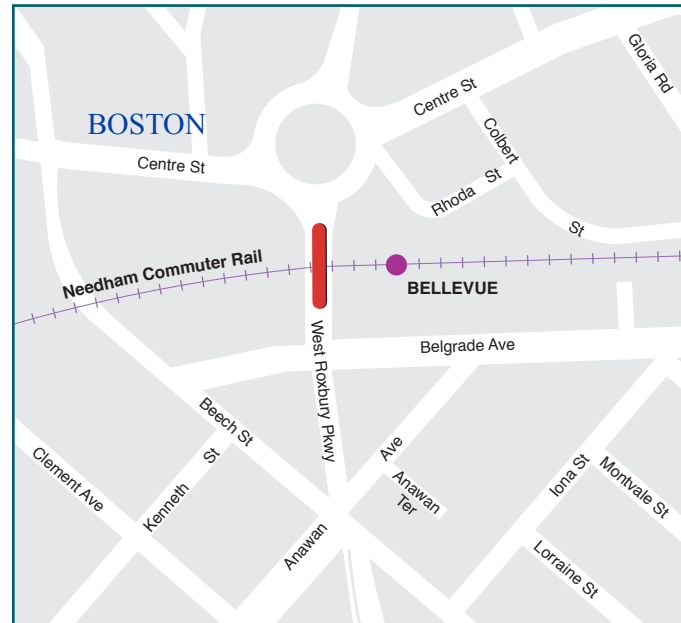 Gloria Rd
Centre St
BOSTON
Colbert
St
Centre St
Rhoda St
Needham Commuter Rail
BELLEVUE
West Roxbury Pkwy
Belgrade Ave
Beech St
Kenneth St
Clement Ave
Anawan Ave
Anawan
Ter
Iona St
Montvale St
Lorraine St